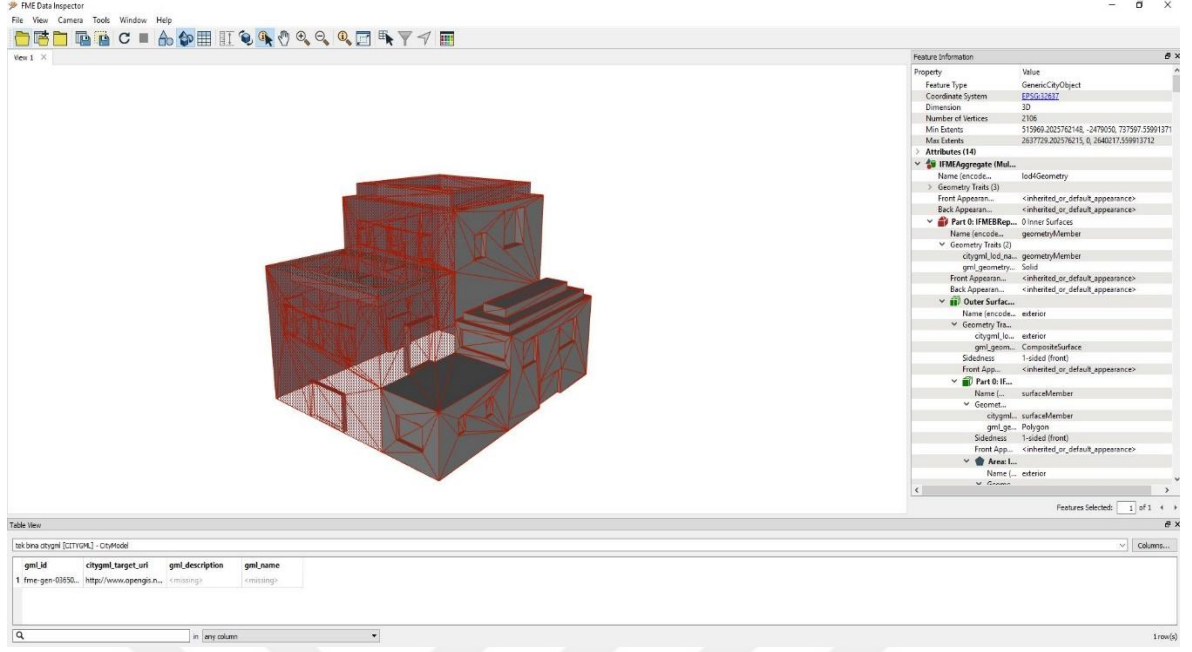 FME Data Inspector
File View Camera Tools Window Help
View 1
Feature Information
Property Value
Feature Type GenericCityObject
Coordinate System EPSG:32637
Dimension 3D
Number of Vertices 2106
Min Extents 515969.2025762148, -2479050, 737597.55991371
Max Extents 2637729.202576215, 0, 2640217.559913712
Attributes (14)
IFMEAggregate (Mul...
Name (encode... lod4Geometry
Geometry Traits (3)
Front Appearan... <inherited_or_default_appearance>
Back Appearan... <inherited_or_default_appearance>
Part 0: IFMEBRep... 0 Inner Surfaces
Name (encode... geometryMember
Geometry Traits (2)
citygml_lod_na... geometryMember
gml_geometry... Solid
Front Appearan... <inherited_or_default_appearance>
Back Appearan... <inherited_or_default_appearance>
Outer Surfac...
Name (encode... exterior
Geometry Tra...
citygml_lo... exterior
gml_geom... CompositeSurface
Sidedness 1-sided (front)
Front App... <inherited_or_default_appearance>
Part 0: IF...
Name (... surfaceMember
Geomet...
citygml... surfaceMember
gml_ge... Polygon
Sidedness 1-sided (front)
Front App... <inherited_or_default_appearance>
Area: I...
Name (... exterior
Features Selected: 1 of 1
Table View
tek bina citygml [CITYGML] - CityModel Columns...
gml_id citygml_target_uri gml_description gml_name
1 fme-gen-03650... http://www.opengis.n... <missing> <missing>
in any column 1 row(s)